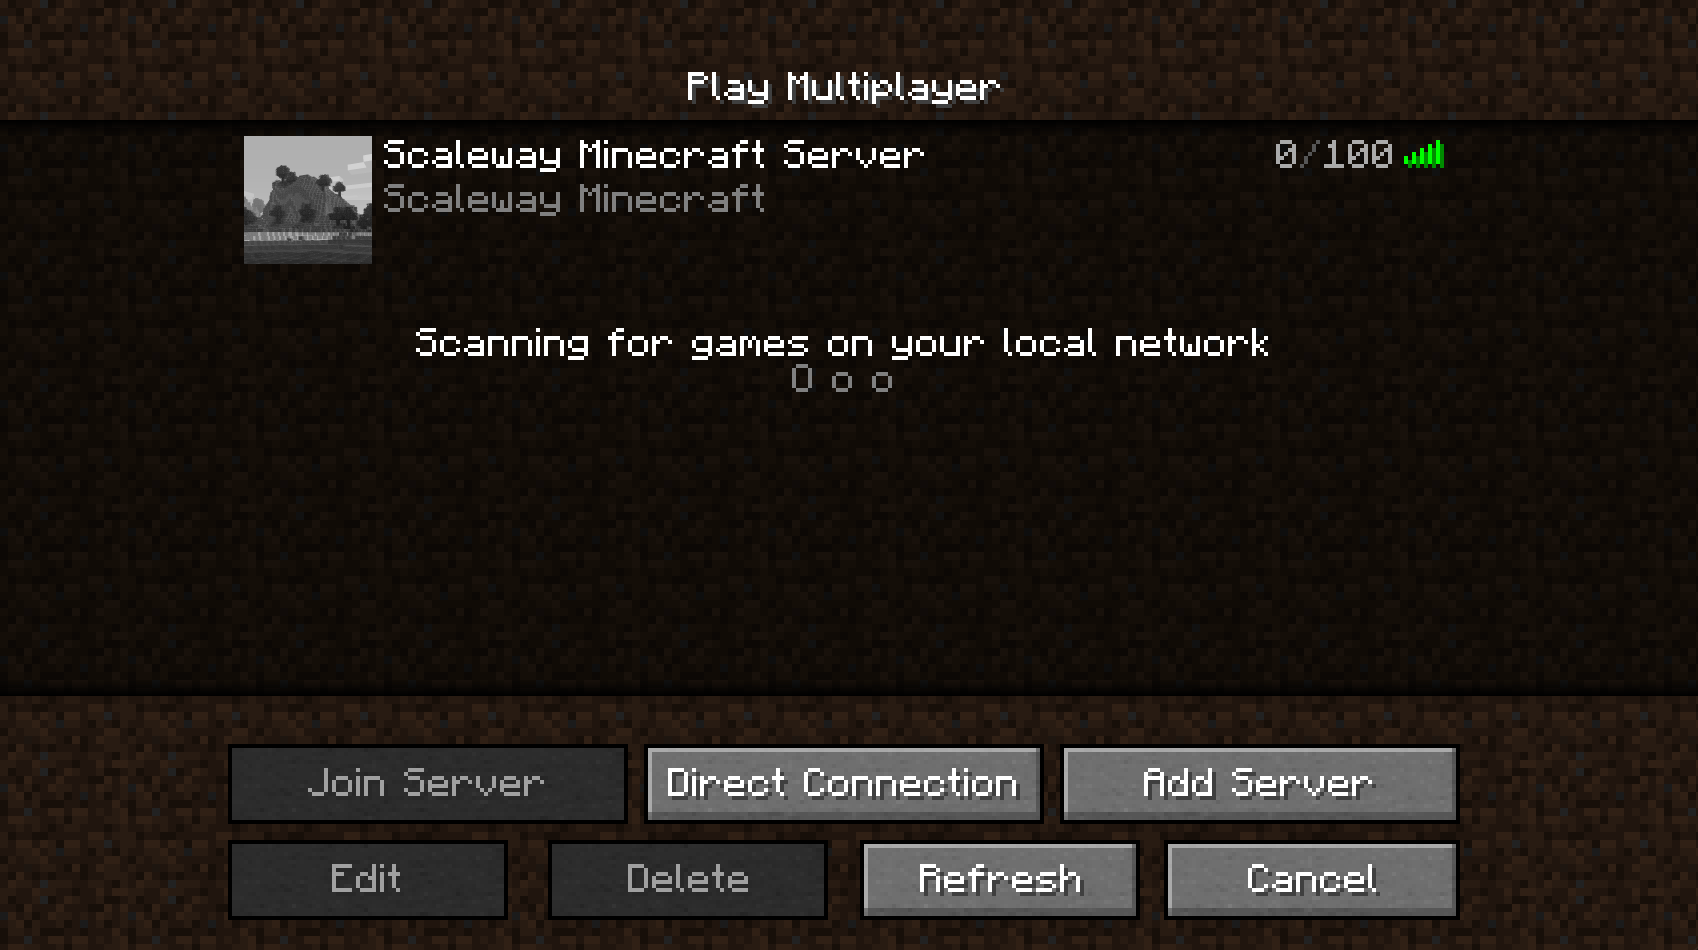 Play Multiplayer
Scaleway Minecraft Server 0/100
Scaleway Minecraft
Scanning for games on your local network
O o o
Join Server Direct Connection Add Server
Edit Delete Refresh Cancel